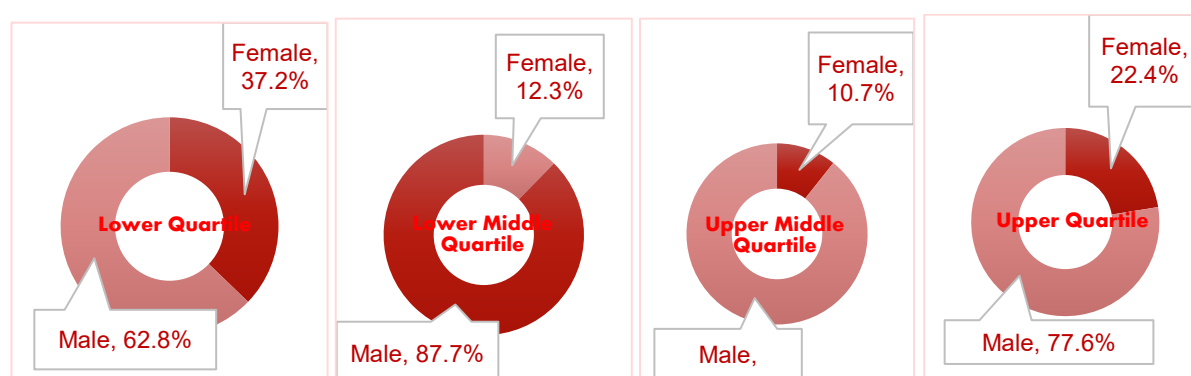 Female,
37.2%
Lower Quartile
Male, 62.8%
Female,
12.3%
Lower Middle
Quartile
Male, 87.7%
Female,
10.7%
Upper Middle
Quartile
Male,
Female,
22.4%
Upper Quartile
Male, 77.6%